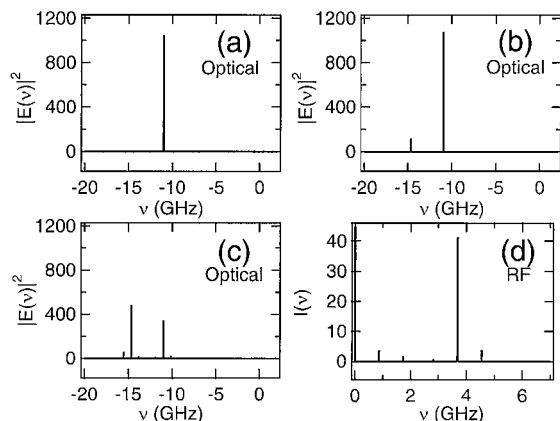 1200
800
400
0
|E(ν)|²
(a)
Optical
-20 -15 -10 -5 0
ν (GHz)
1200
800
400
0
|E(ν)|²
(b)
Optical
-20 -15 -10 -5 0
ν (GHz)
1200
800
400
0
|E(ν)|²
(c)
Optical
-20 -15 -10 -5 0
ν (GHz)
40
30
20
10
0
I(ν)
(d)
RF
0 2 4 6
ν (GHz)